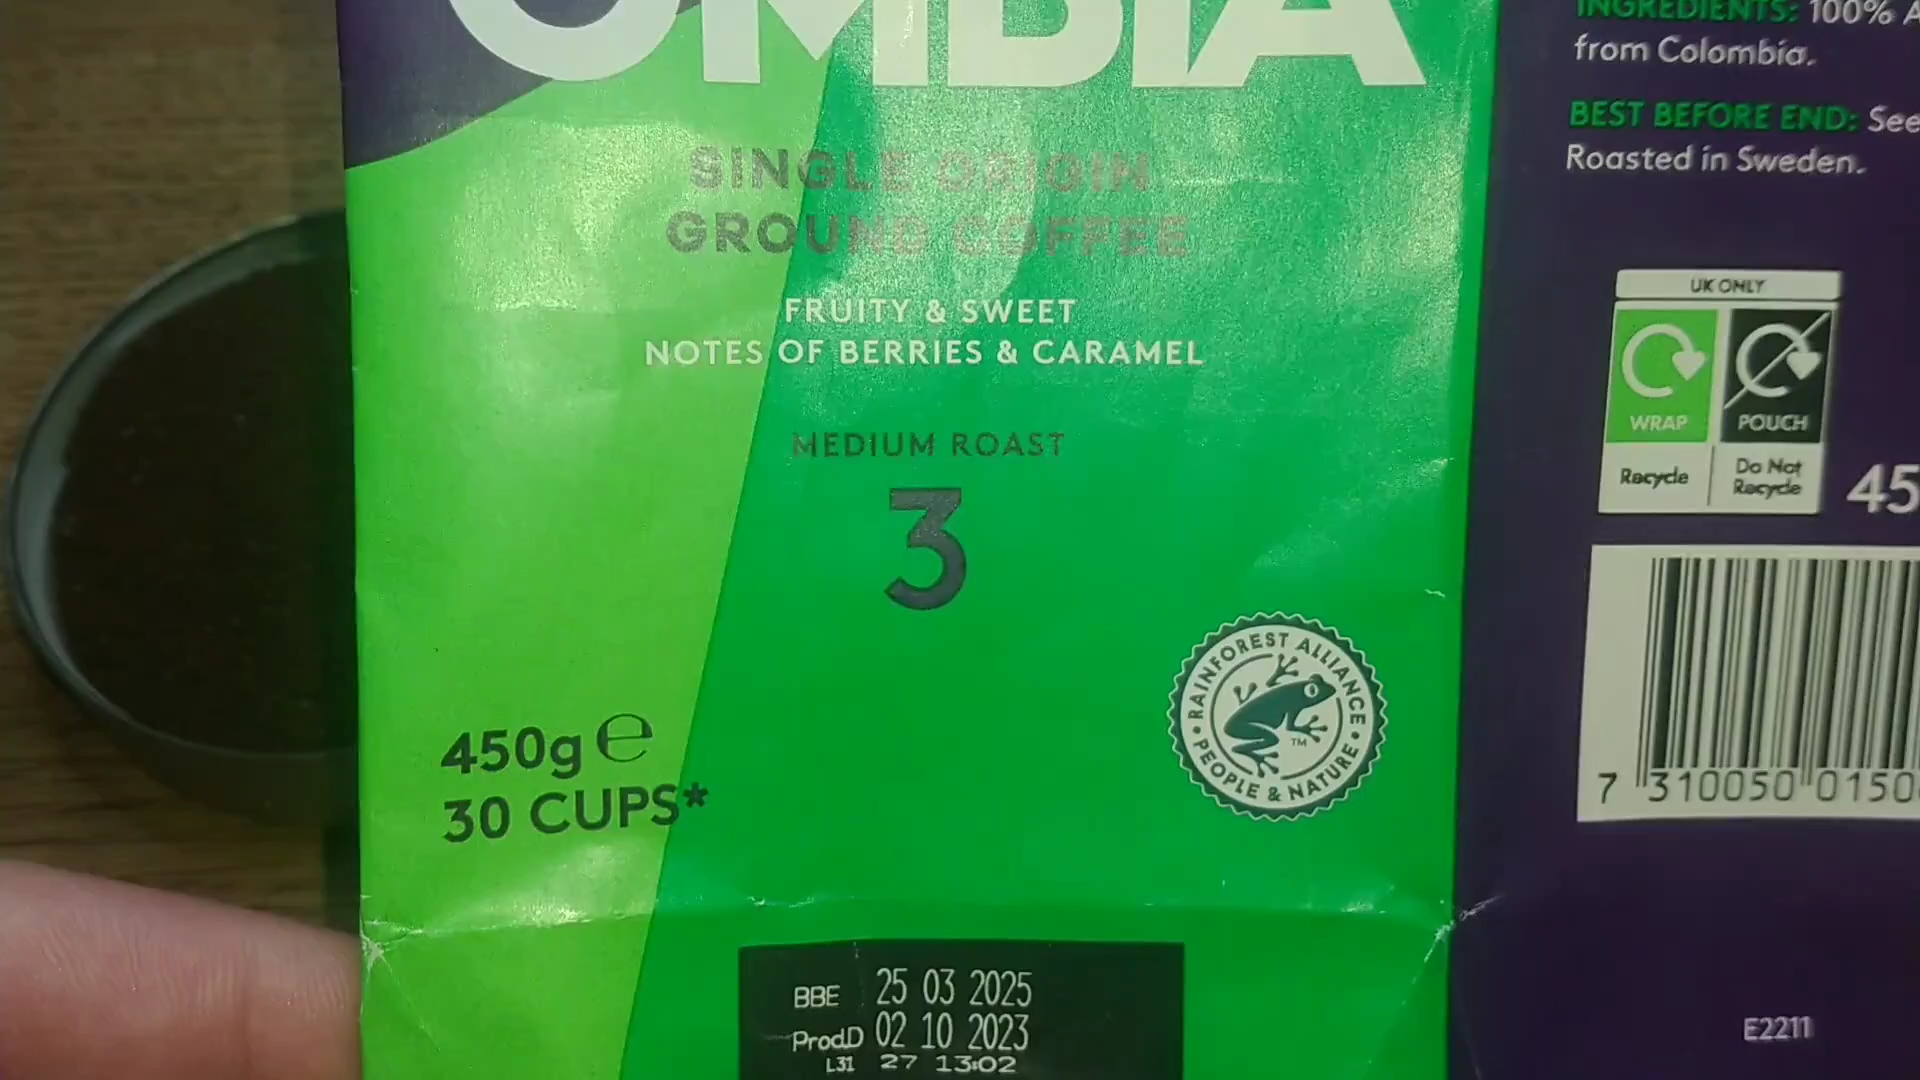 SINGLE ORIGIN
GROUND COFFEE
FRUITY & SWEET
NOTES OF BERRIES & CARAMEL
MEDIUM ROAST
3
450g e
30 CUPS*
RAINFOREST ALLIANCE
PEOPLE & NATURE
TM
BBE 25 03 2025
Prod.D 02 10 2023
L31 27 13:02
INGREDIENTS: 100%
from Colombia.
BEST BEFORE END: See
Roasted in Sweden.
UK ONLY
WRAP
Recycle
POUCH
Do Not
Recycle
45
7 310050 0150
E2211